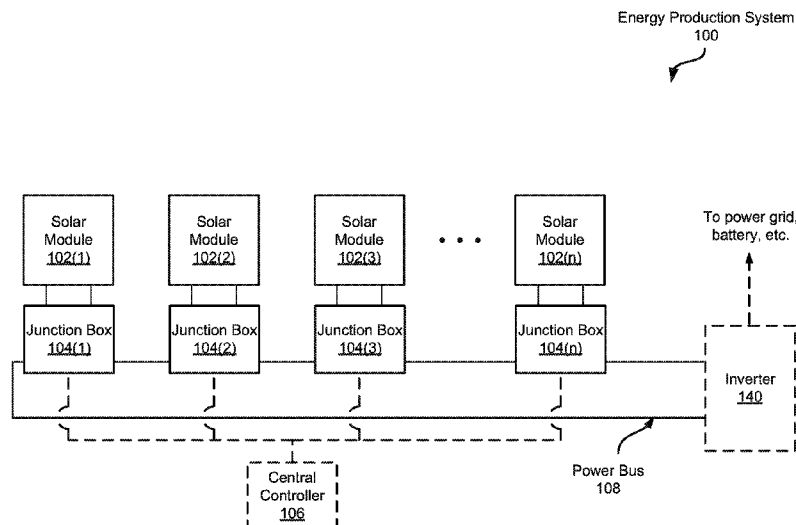 Energy Production System
100
Solar
Module
102(1)
Solar
Module
102(2)
Solar
Module
102(3)
• • •
Solar
Module
102(n)
To power grid,
battery, etc.
Junction Box
104(1)
Junction Box
104(2)
Junction Box
104(3)
Junction Box
104(n)
Inverter
140
Power Bus
108
Central
Controller
106